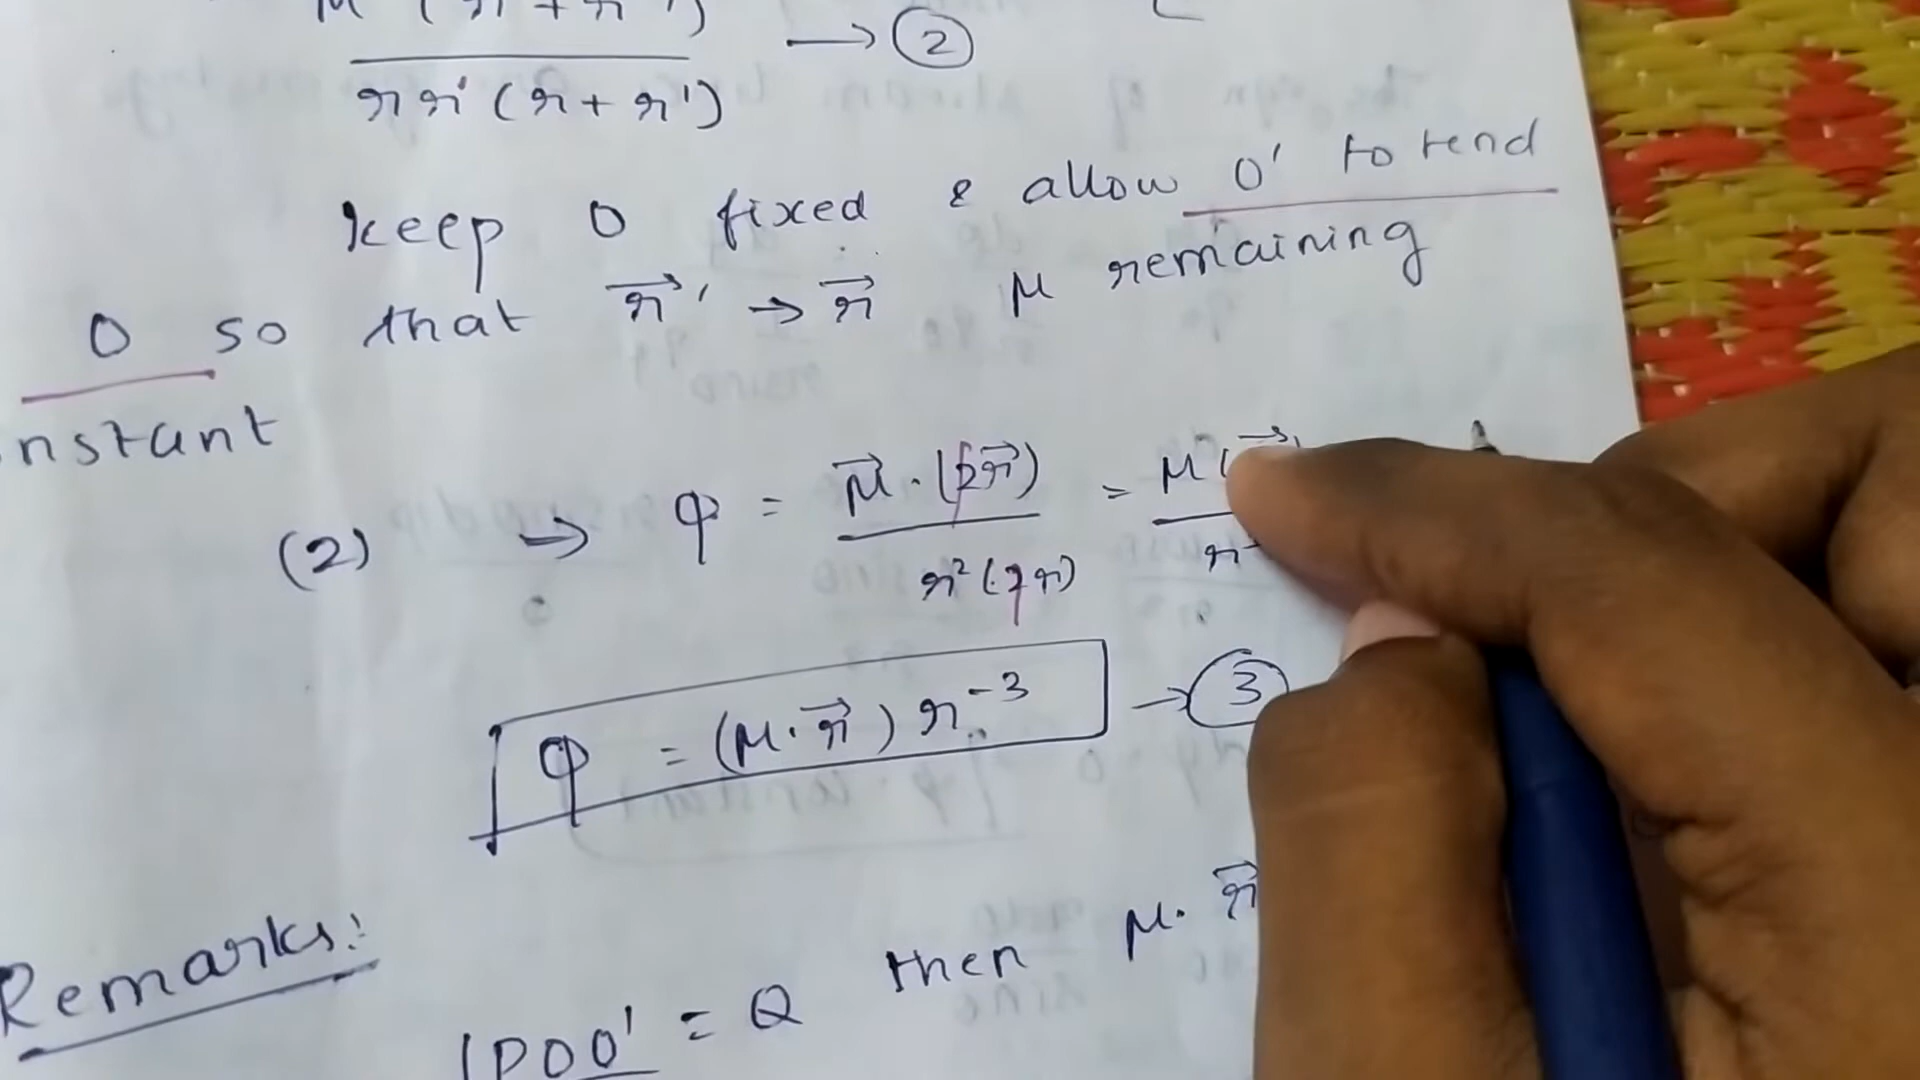 μ (r + r')
r r' (r + r') → (2)
keep O fixed & allow O' to tend
O so that r⃗' → r⃗ μ remaining
nstant
(2) ⇒ φ = μ⃗ · (2r⃗) / r² (2r) = μ (r⃗
φ = (μ · r⃗) r⁻³ → (3)
Remarks:
POO' = Q then μ · r⃗